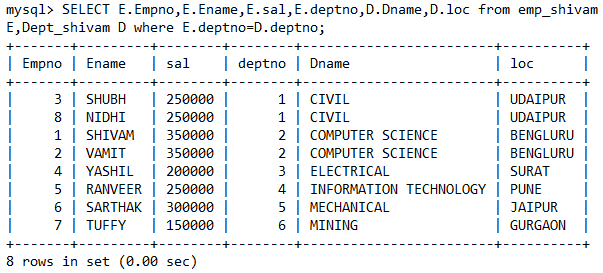 mysql> SELECT E.Empno,E.Ename,E.sal,E.deptno,D.Dname,D.loc from emp_shivam
E,Dept_shivam D where E.deptno=D.deptno;
+-------+---------+--------+--------+------------------------+-----------+
| Empno | Ename   | sal    | deptno | Dname                  | loc       |
+-------+---------+--------+--------+------------------------+-----------+
|     3 | SHUBH   | 250000 |      1 | CIVIL                  | UDAIPUR   |
|     8 | NIDHI   | 250000 |      1 | CIVIL                  | UDAIPUR   |
|     1 | SHIVAM  | 350000 |      2 | COMPUTER SCIENCE       | BENGLURU  |
|     2 | VAMIT   | 350000 |      2 | COMPUTER SCIENCE       | BENGLURU  |
|     4 | YASHIL  | 200000 |      3 | ELECTRICAL             | SURAT     |
|     5 | RANVEER | 250000 |      4 | INFORMATION TECHNOLOGY | PUNE      |
|     6 | SARTHAK | 300000 |      5 | MECHANICAL             | JAIPUR    |
|     7 | TUFFY   | 150000 |      6 | MINING                 | GURGAON   |
+-------+---------+--------+--------+------------------------+-----------+
8 rows in set (0.00 sec)